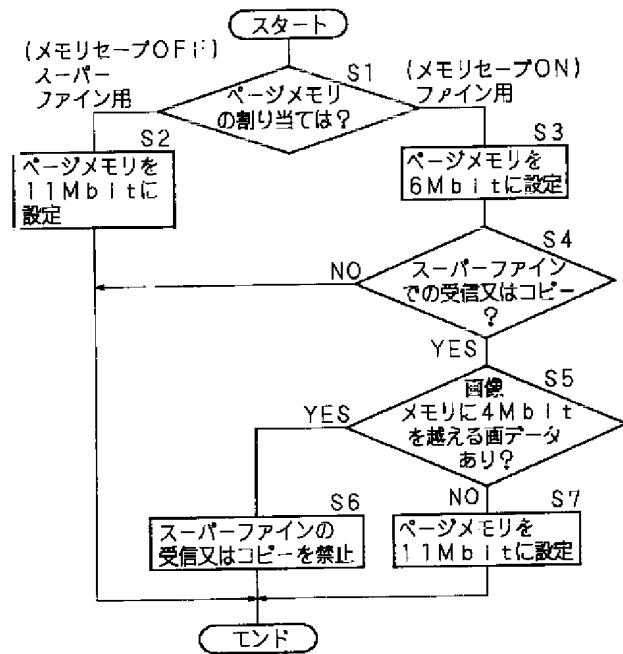 スタート
(メモリセーブOFF)
スーパー
ファイン用
S1
(メモリセーブON)
ファイン用
ページメモリ
の割り当ては?
S2
ページメモリを
11Mbitに
設定
S3
ページメモリを
6Mbitに設定
S4
NO
スーパーファイン
での受信又はコピー
?
YES
S5
画像
YES
メモリに4Mbit
を越える画データ
あり?
S6
NO
S7
スーパーファインの
受信又はコピーを禁止
ページメモリを
11Mbitに設定
エンド